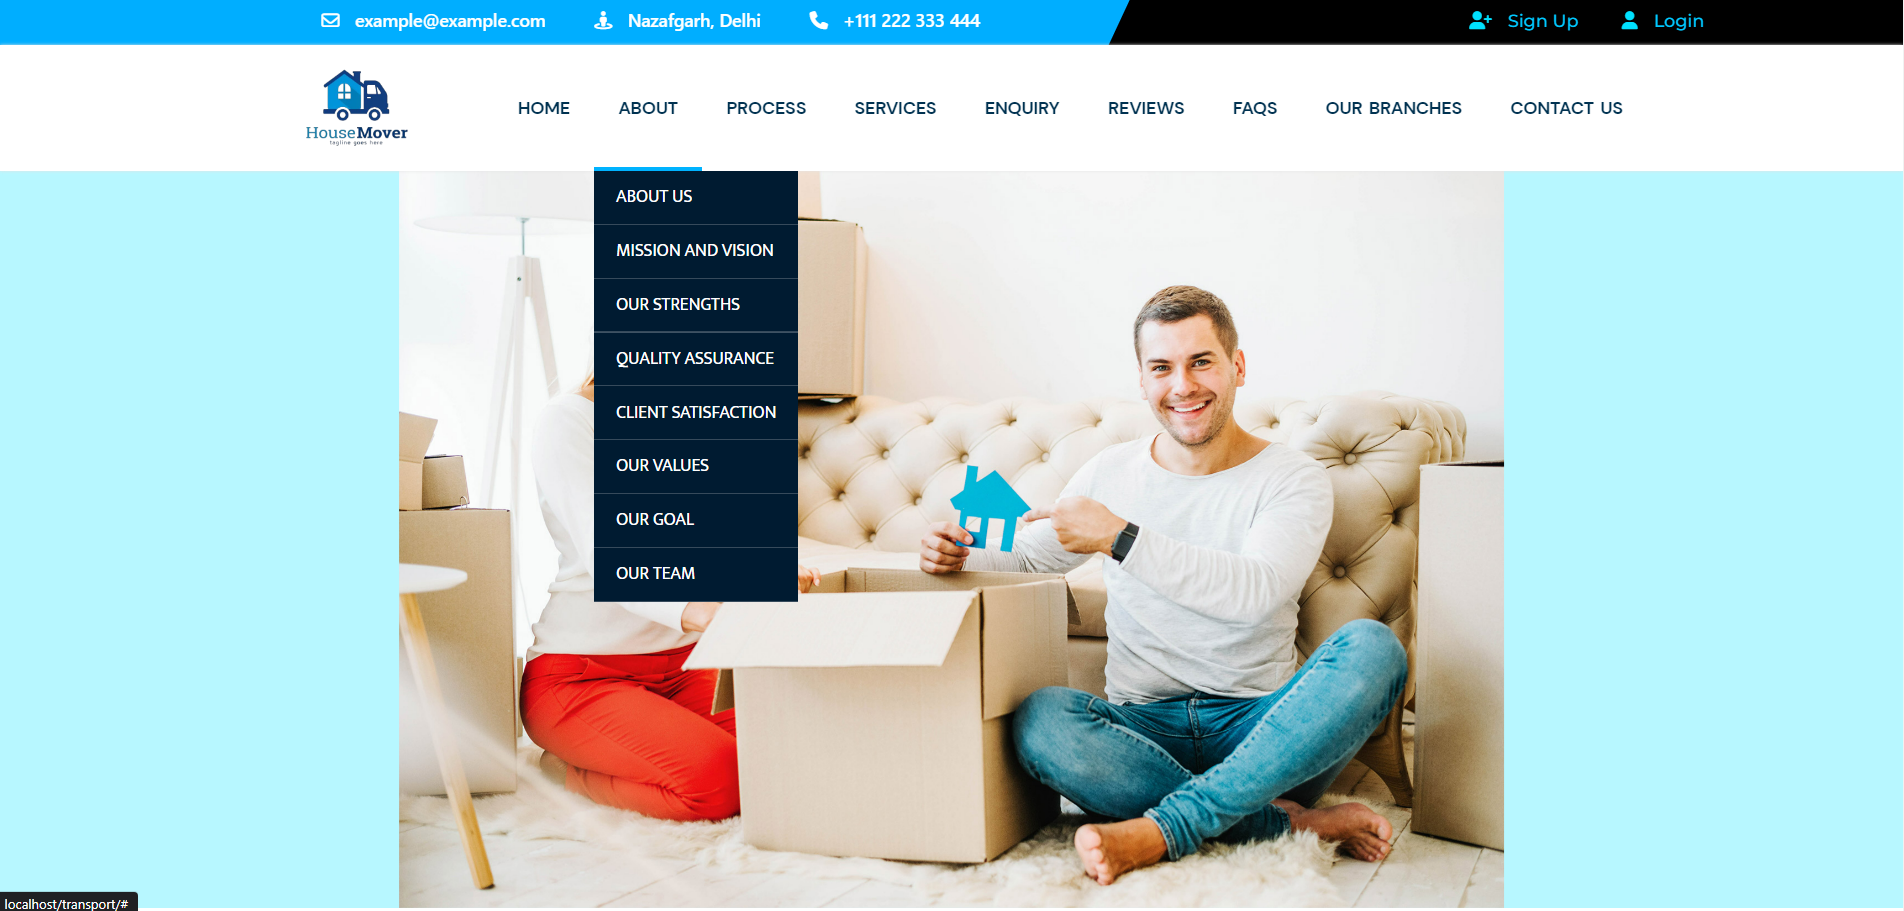 example@example.com Nazafgarh, Delhi +111 222 333 444 Sign Up Login
HouseMover
tagline goes here
HOME ABOUT PROCESS SERVICES ENQUIRY REVIEWS FAQS OUR BRANCHES CONTACT US
ABOUT US
MISSION AND VISION
OUR STRENGTHS
QUALITY ASSURANCE
CLIENT SATISFACTION
OUR VALUES
OUR GOAL
OUR TEAM
localhost/transport/#